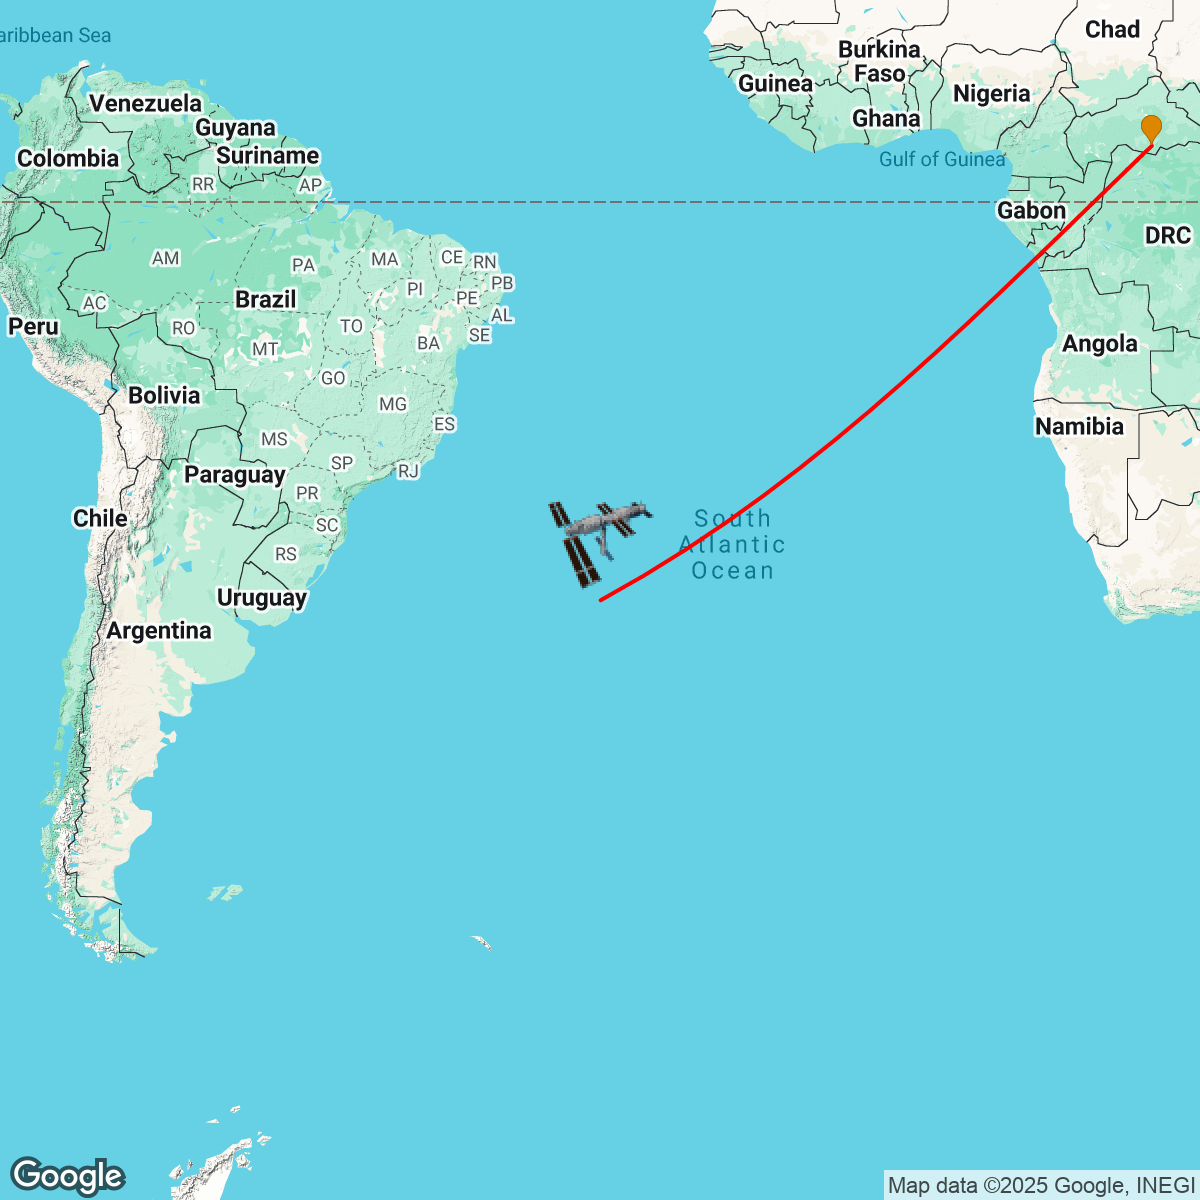 aribbean Sea
Chad
Burkina
Faso
Guinea
Nigeria
Venezuela
Ghana
Guyana
Colombia
Suriname
Gulf of Guinea
RR
AP
Gabon
DRC
AM
PA
MA
CE
RN
PI
PB
AC
Brazil
PE
AL
Peru
RO
TO
SE
MT
BA
Angola
GO
Bolivia
MG
ES
Namibia
MS
SP
RJ
Paraguay
PR
Chile
SC
South
Atlantic
Ocean
RS
Uruguay
Argentina
Google
Map data ©2025 Google, INEGI